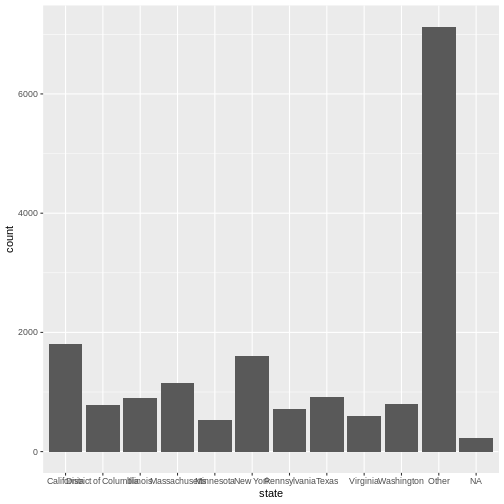 count
6000
4000
2000
0
California District of Columbia Illinois Massachusetts Minnesota New York Pennsylvania Texas Virginia Washington Other NA
state